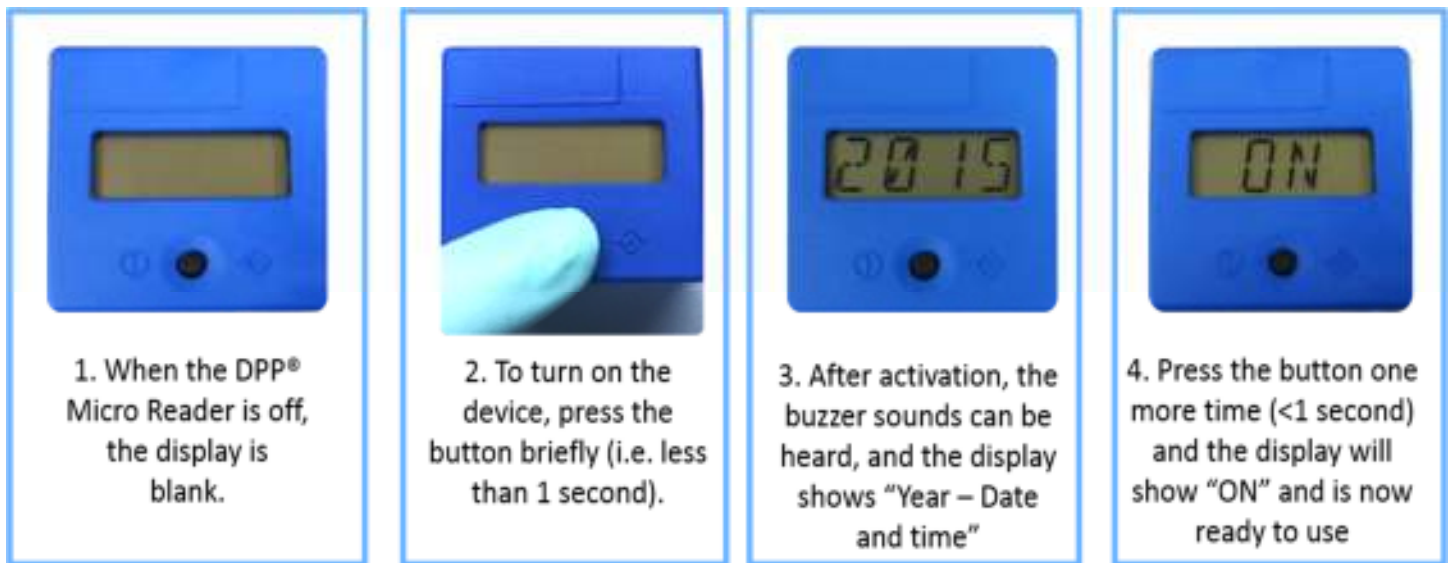 1. When the DPP®
Micro Reader is off,
the display is
blank.
2. To turn on the
device, press the
button briefly (i.e. less
than 1 second).
2015
3. After activation, the
buzzer sounds can be
heard, and the display
shows “Year – Date
and time”
ON
4. Press the button one
more time (<1 second)
and the display will
show “ON” and is now
ready to use